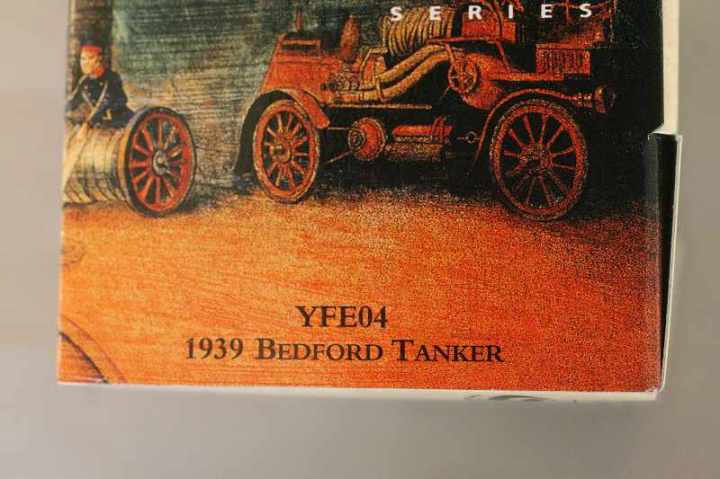 SERIES
YFE04
1939 BEDFORD TANKER